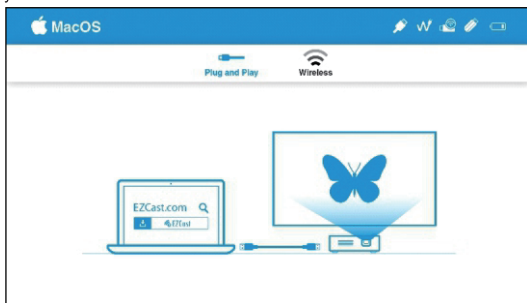 MacOS
Plug and Play
Wireless
EZCast.com
EZCast